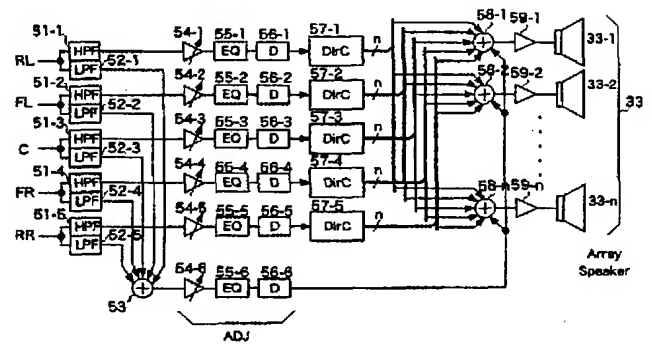 51-1 54-1 55-1 56-1 57-1 58-1 59-1
RL HPF LPF 52-1 EQ D DirC n 33-1
51-2 54-2 55-2 56-2 57-2 58-2 59-2
FL HPF LPF 52-2 EQ D DirC n 33-2
51-3 54-3 55-3 56-3 57-3 33
C HPF LPF 52-3 EQ D DirC n
51-4 54-4 55-4 56-4 57-4 58-n 59-n
FR HPF LPF 52-4 EQ D DirC n 33-n
51-5 54-5 55-5 56-5 57-5
RR HPF LPF 52-5 EQ D DirC n
Array
Speaker
53 54-6 55-6 56-6
EQ D
ADJ